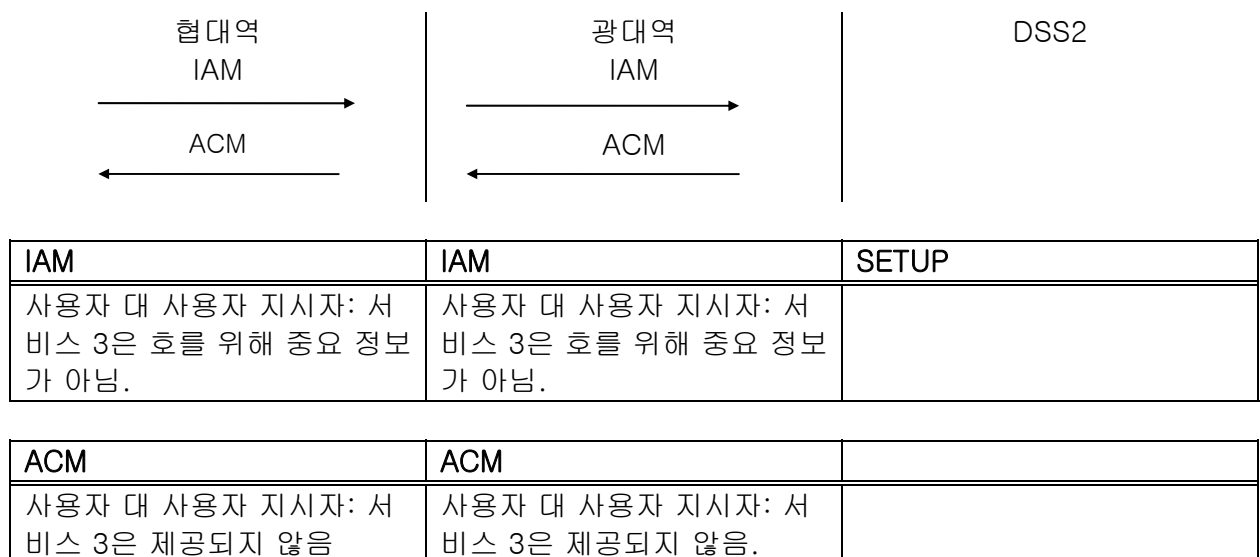 협대역 광대역 DSS2
IAM IAM
ACM ACM
IAM IAM SETUP
사용자 대 사용자 지시자: 서 사용자 대 사용자 지시자: 서
비스 3은 호를 위해 중요 정보 비스 3은 호를 위해 중요 정보
가 아님. 가 아님.
ACM ACM
사용자 대 사용자 지시자: 서 사용자 대 사용자 지시자: 서
비스 3은 제공되지 않음 비스 3은 제공되지 않음.